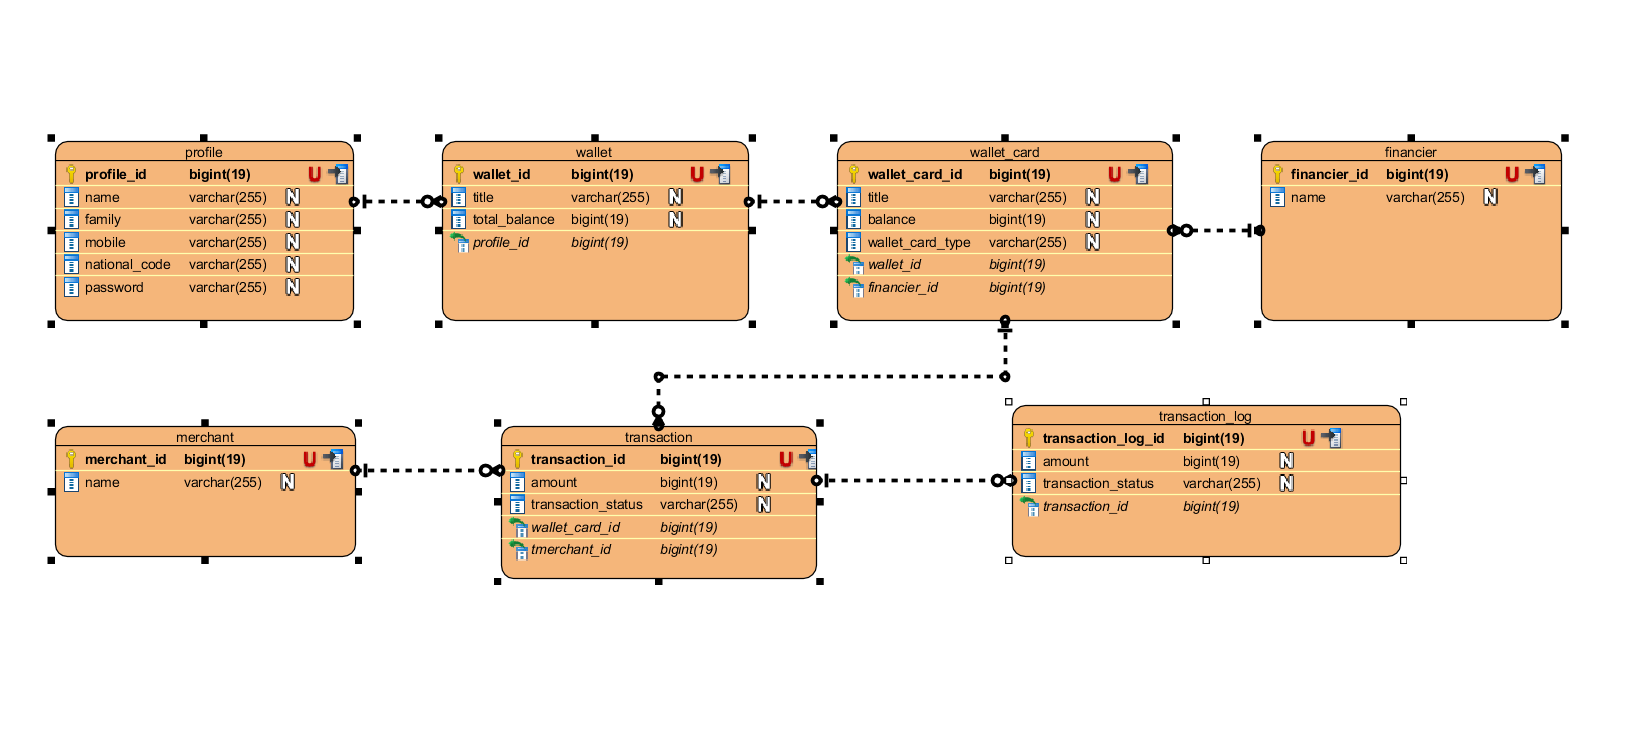 profile
profile_id bigint(19) U
name varchar(255) N
family varchar(255) N
mobile varchar(255) N
national_code varchar(255) N
password varchar(255) N
wallet
wallet_id bigint(19) U
title varchar(255) N
total_balance bigint(19) N
profile_id bigint(19)
wallet_card
wallet_card_id bigint(19) U
title varchar(255) N
balance bigint(19) N
wallet_card_type varchar(255) N
wallet_id bigint(19)
financier_id bigint(19)
financier
financier_id bigint(19) U
name varchar(255) N
merchant
merchant_id bigint(19) U
name varchar(255) N
transaction
transaction_id bigint(19) U
amount bigint(19) N
transaction_status varchar(255) N
wallet_card_id bigint(19)
tmerchant_id bigint(19)
transaction_log
transaction_log_id bigint(19) U
amount bigint(19) N
transaction_status varchar(255) N
transaction_id bigint(19)